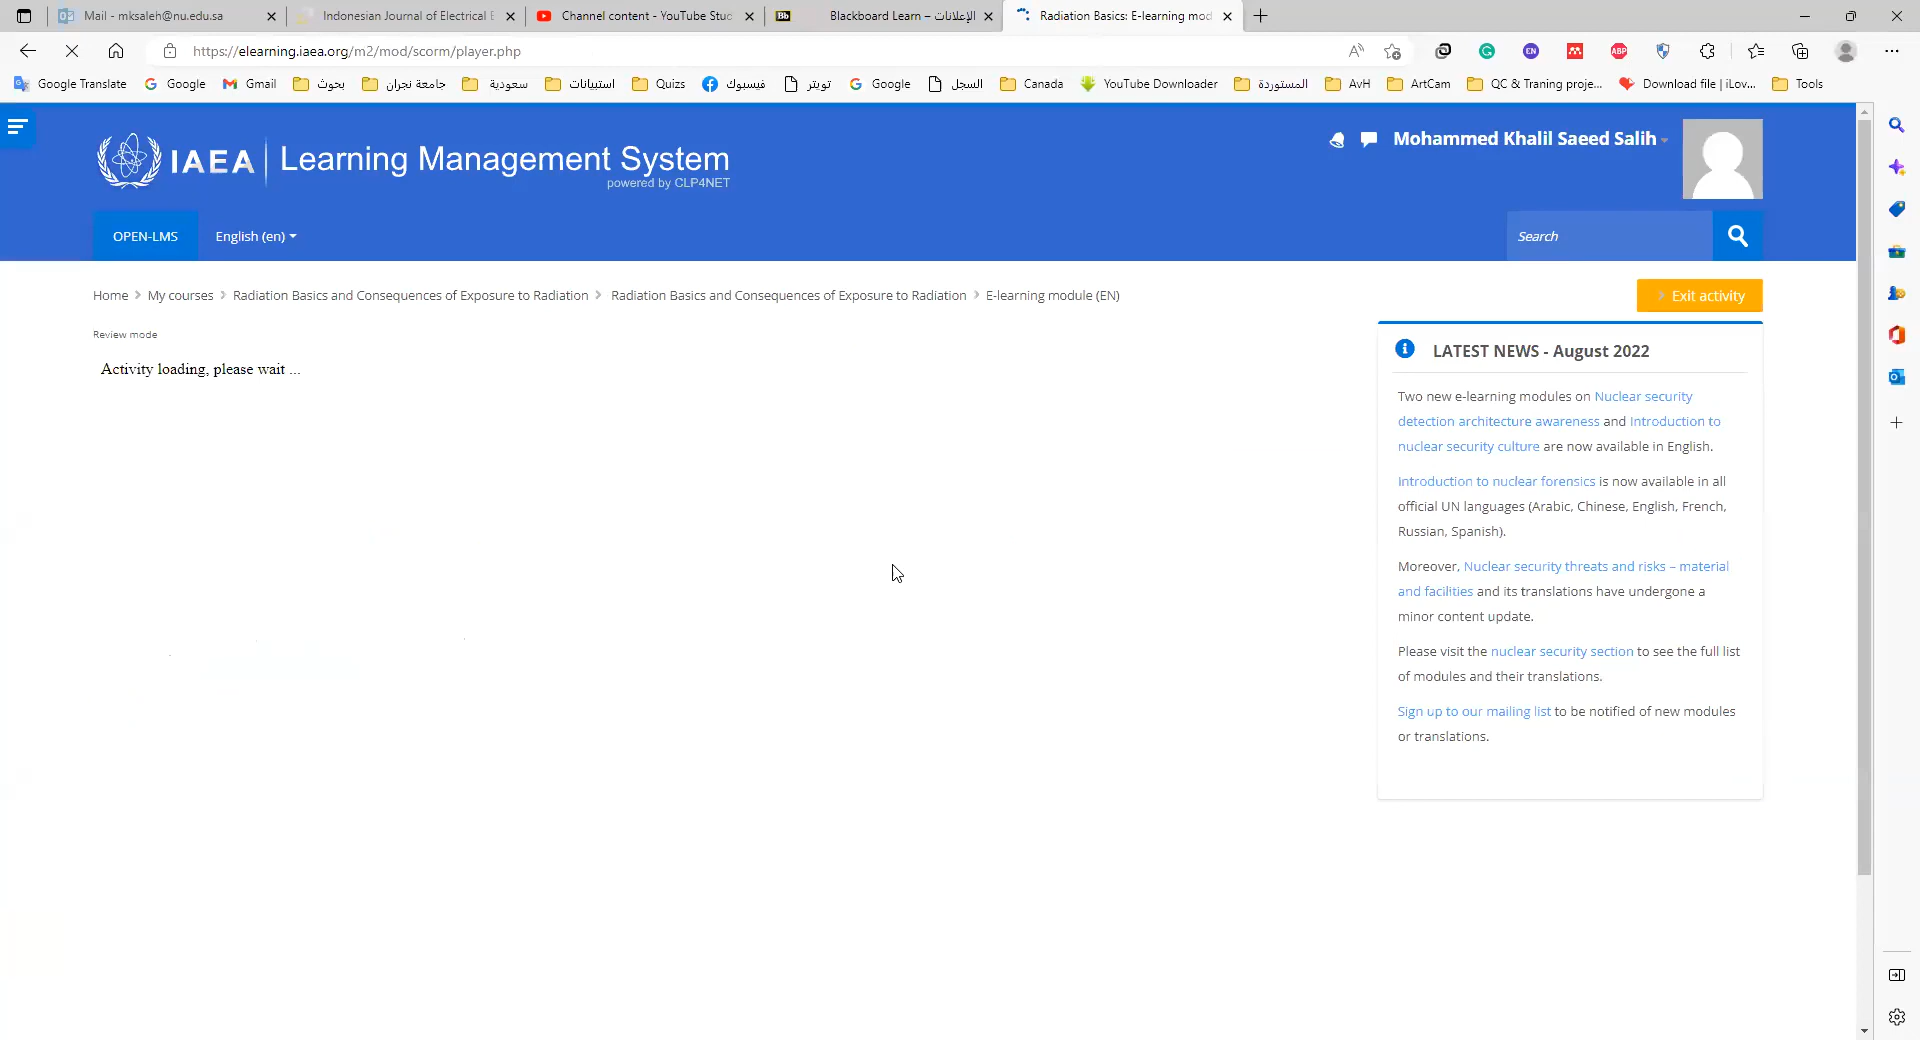 Mail - mksaleh@nu.edu.sa
Indonesian Journal of Electrical E
Channel content - YouTube Stuc
Bb
Blackboard Learn – الإعلانات
Radiation Basics: E-learning mod
https://elearning.iaea.org/m2/mod/scorm/player.php
EN
ABP
Google Translate
Google
Gmail
بحوث
جامعة نجران
سعودية
استبيانات
Quizs
فيسبوك
تويتر
Google
السجل
Canada
YouTube Downloader
المستوردة
AvH
ArtCam
QC & Traning proje...
Download file | iLov...
Tools
IAEA
Learning Management System
powered by CLP4NET
Mohammed Khalil Saeed Salih
OPEN-LMS
English (en)
Search
Home
My courses
Radiation Basics and Consequences of Exposure to Radiation
Radiation Basics and Consequences of Exposure to Radiation
E-learning module (EN)
Exit activity
Review mode
Activity loading, please wait ...
LATEST NEWS - August 2022
Two new e-learning modules on Nuclear security
detection architecture awareness and Introduction to
nuclear security culture are now available in English.
Introduction to nuclear forensics is now available in all
official UN languages (Arabic, Chinese, English, French,
Russian, Spanish).
Moreover, Nuclear security threats and risks – material
and facilities and its translations have undergone a
minor content update.
Please visit the nuclear security section to see the full list
of modules and their translations.
Sign up to our mailing list to be notified of new modules
or translations.